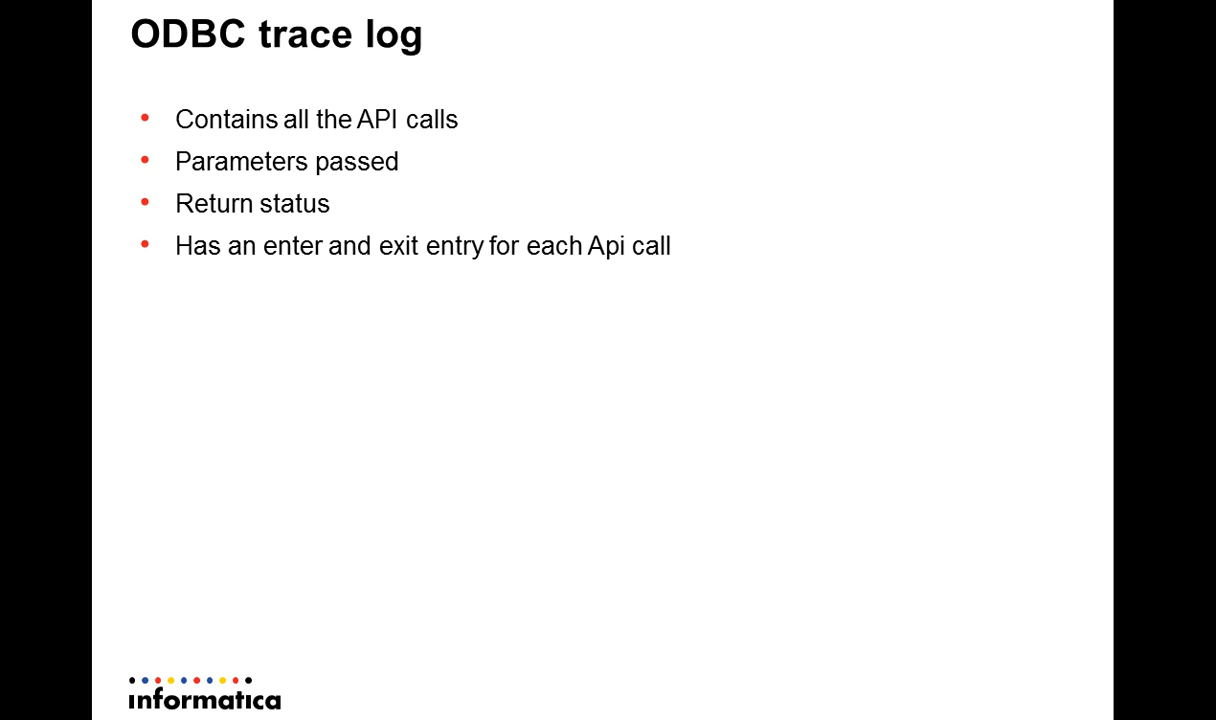 ODBC trace log
• Contains all the API calls
• Parameters passed
• Return status
• Has an enter and exit entry for each Api call
informatica